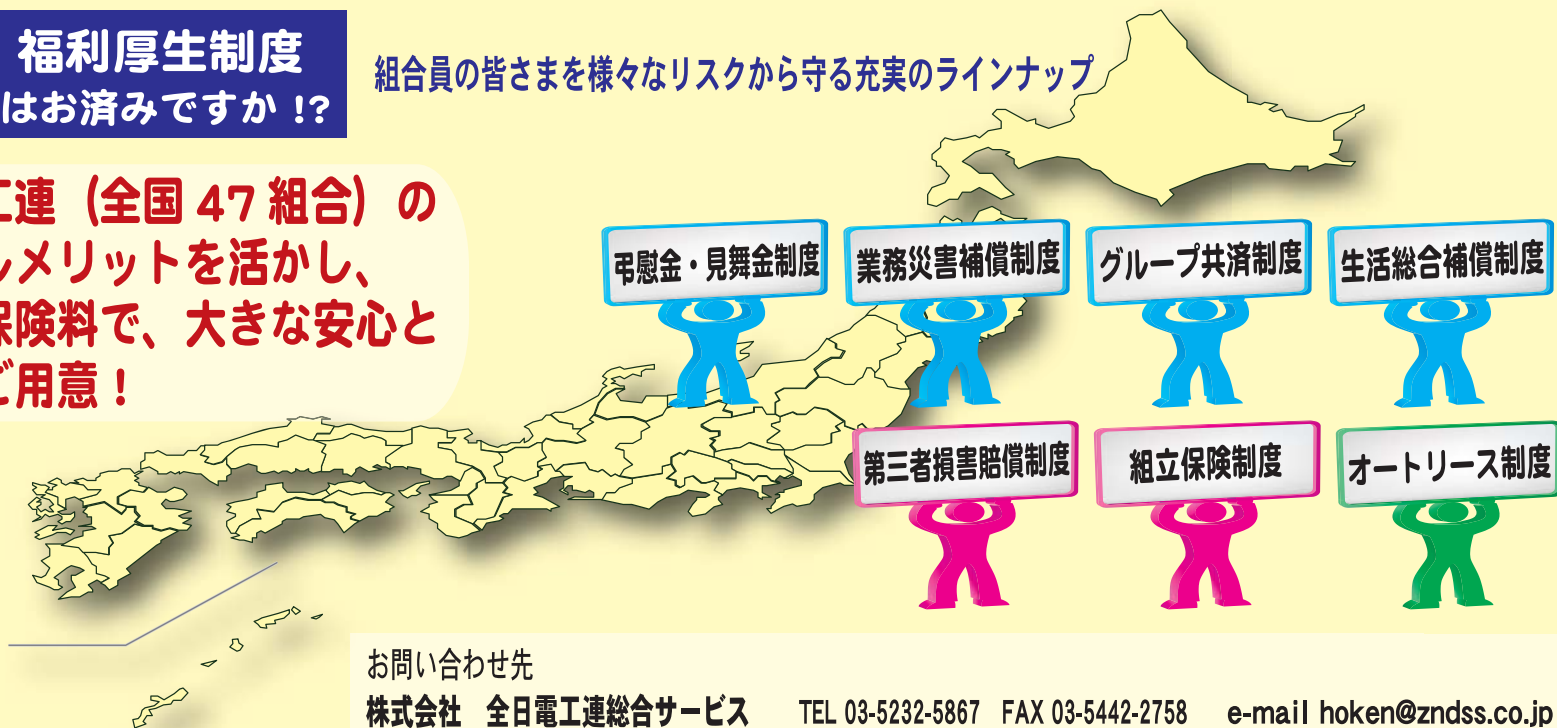 福利厚生制度
はお済みですか !?
組合員の皆さまを様々なリスクから守る充実のラインナップ
工連（全国 47 組合）の
ルメリットを活かし、
保険料で、大きな安心と
ご用意！
弔慰金・見舞金制度
業務災害補償制度
グループ共済制度
生活総合補償制度
第三者損害賠償制度
組立保険制度
オートリース制度
お問い合わせ先
株式会社 全日電工連総合サービス TEL 03-5232-5867 FAX 03-5442-2758 e-mail hoken@zndss.co.jp